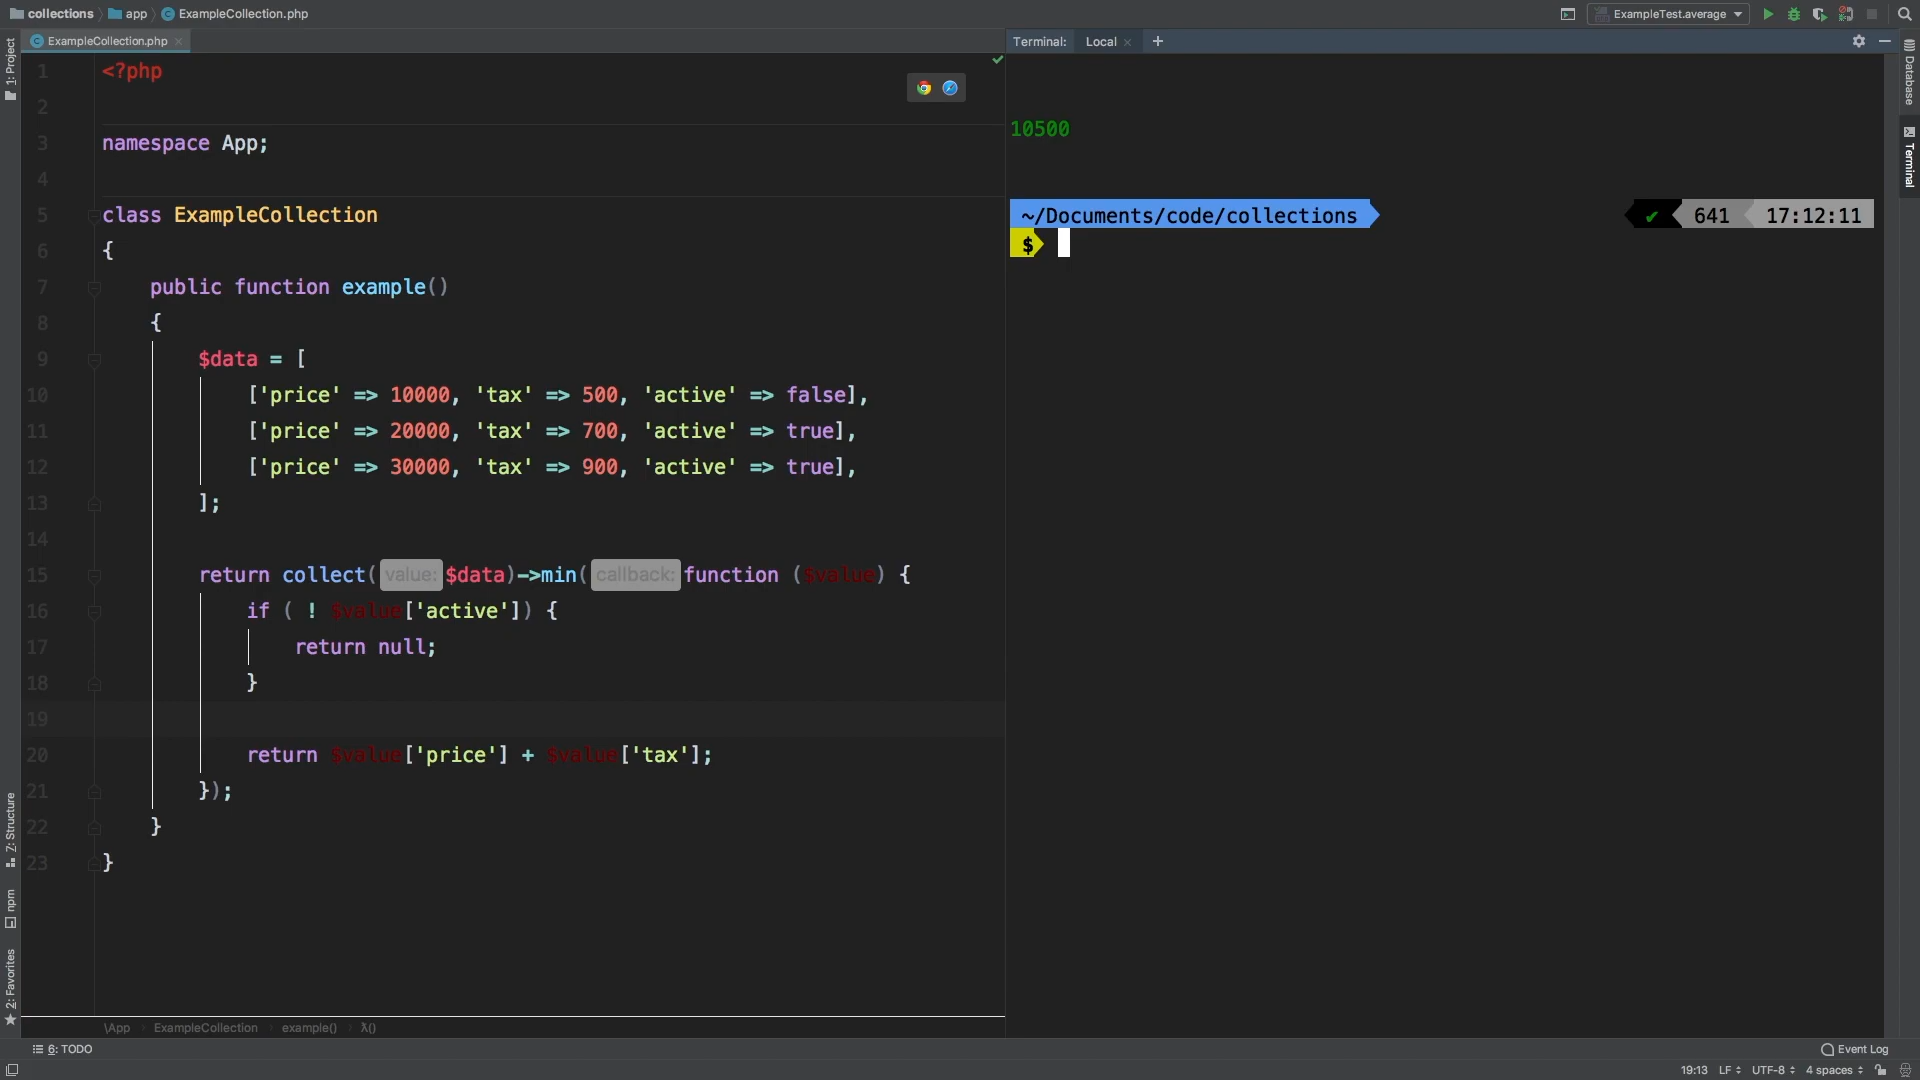 collections app ExampleCollection.php ExampleTest.average
ExampleCollection.php Terminal: Local
1: Project
Database
Terminal
1 <?php
2
3 namespace App;
4
5 class ExampleCollection
6 {
7 public function example()
8 {
9 $data = [
10 ['price' => 10000, 'tax' => 500, 'active' => false],
11 ['price' => 20000, 'tax' => 700, 'active' => true],
12 ['price' => 30000, 'tax' => 900, 'active' => true],
13 ];
14
15 return collect( value: $data)->min( callback: function ($value) {
16 if ( ! $value['active']) {
17 return null;
18 }
19
20 return $value['price'] + $value['tax'];
21 });
22 }
23 }
10500
~/Documents/code/collections ✔ 641 17:12:11
$
Z: Structure
npm
2: Favorites
\App ExampleCollection example() λ()
6: TODO Event Log
19:13 LF UTF-8 4 spaces